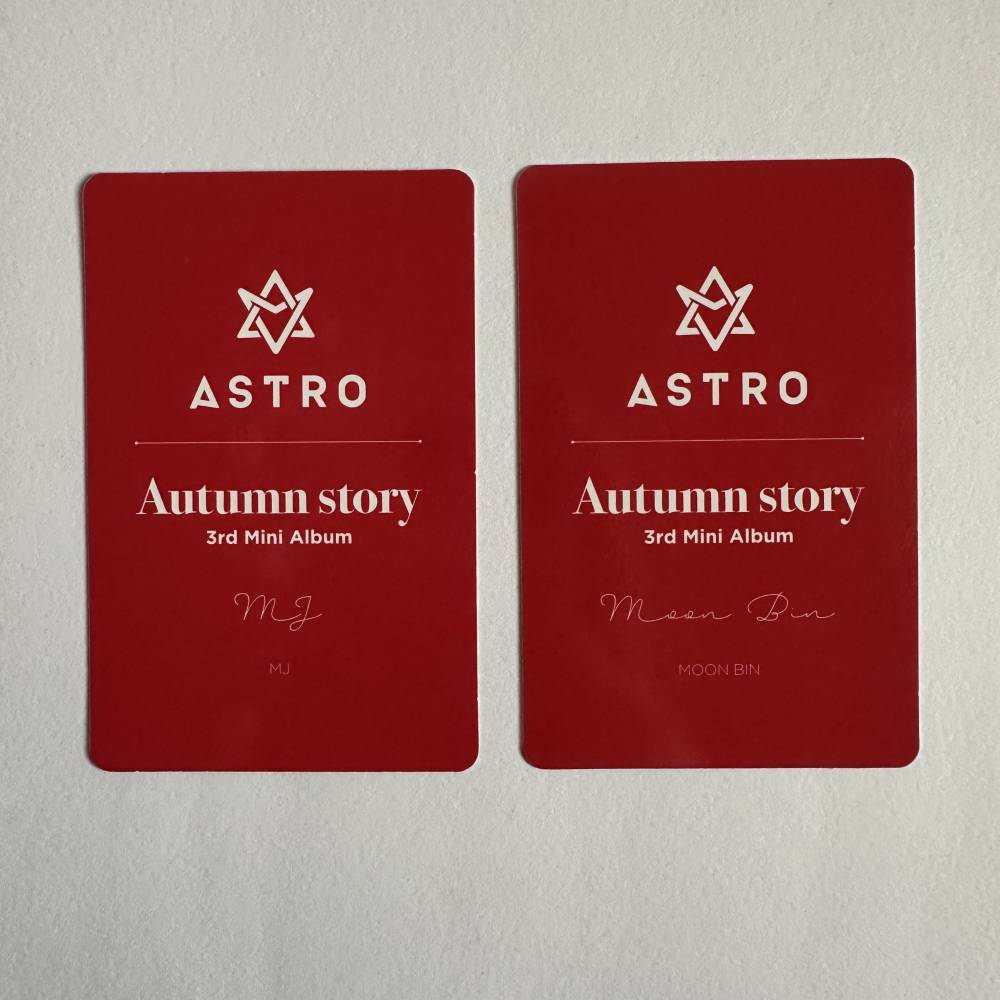 ASTRO
Autumn story
3rd Mini Album
MJ
MJ
ASTRO
Autumn story
3rd Mini Album
Moon Bin
MOON BIN